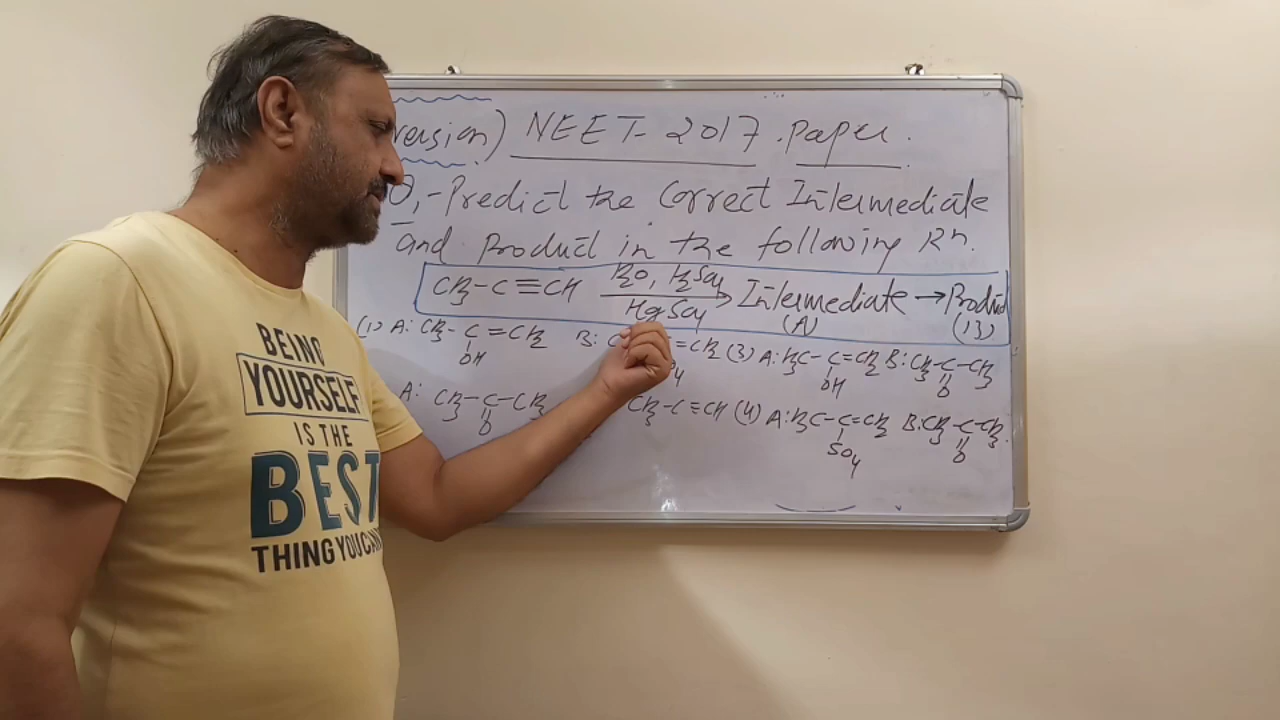 version) NEET- 2017 .Paper.
Q,-Predict the Correct Intermediate
and Product in the following Rn.
CH3-C≡CH H2O, H2SO4 → Intermediate → Product
HgSO4 (A) (B)
(1) A: CH3-C=CH2 B: =CH2 (3) A: H3C-C=CH2 B: CH3-C-CH3
OH OH O
A: CH3-C-CH3 CH3-C≡CH (4) A: H3C-C=CH2 B: CH3-C-CH3.
O SO4 O
BEING
YOURSELF
IS THE
BEST
THING YOU CAN